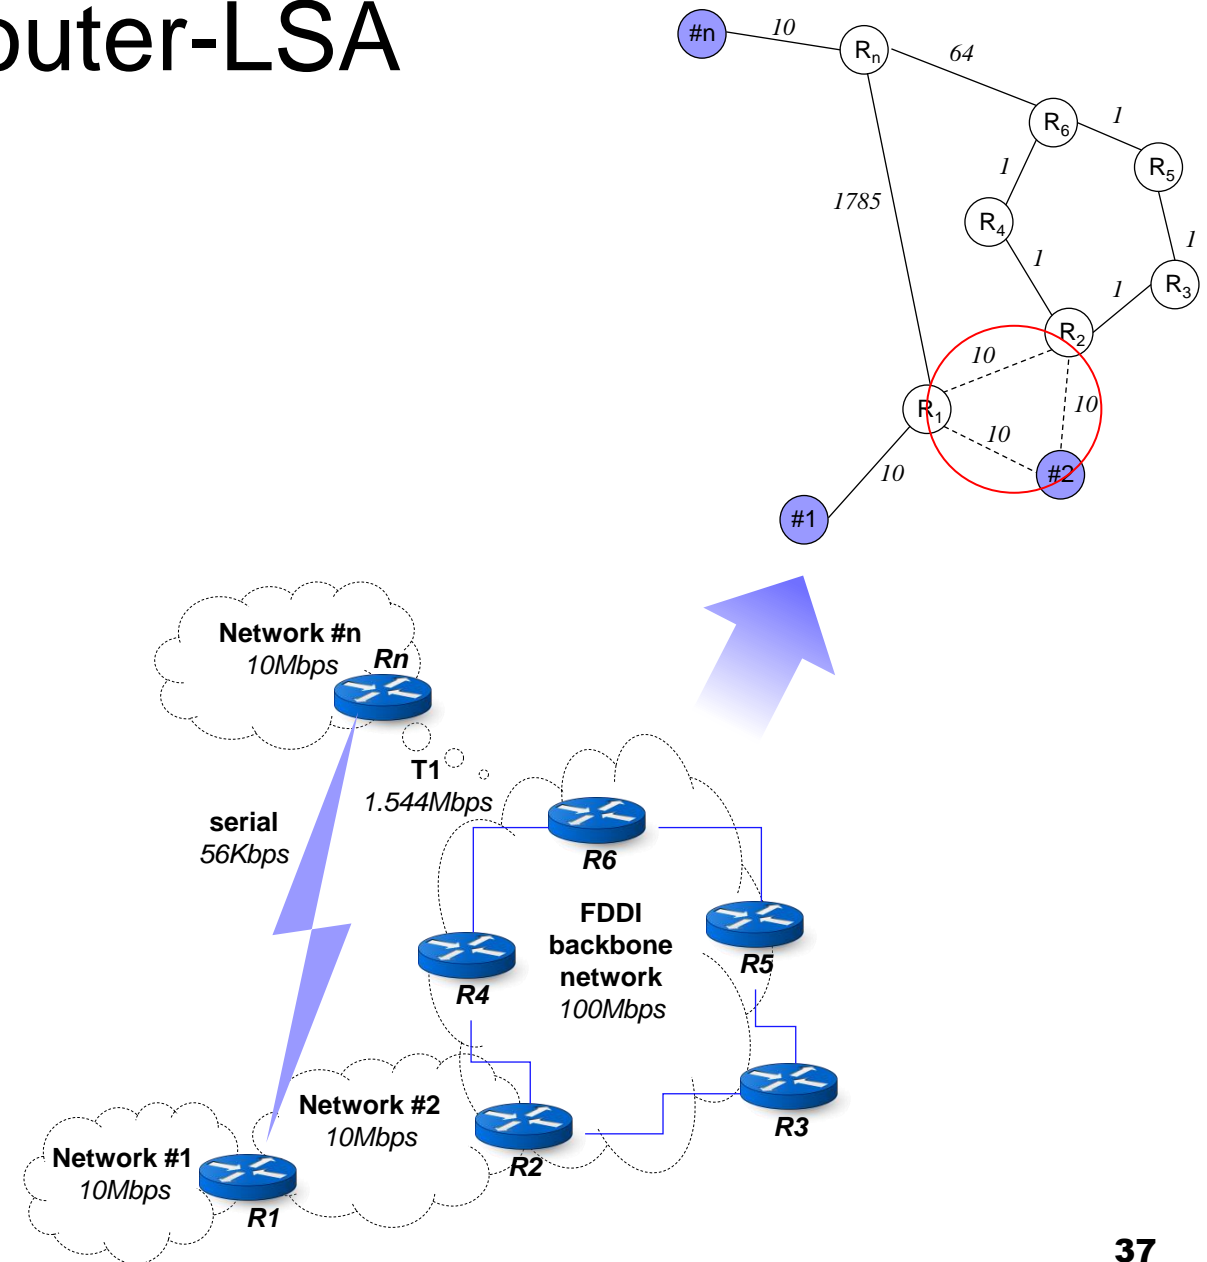 outer-LSA
#n
10
Rn
64
R6
1
R5
1
1785
R4
1
1
1
R3
R2
10
R1
10
10
#2
10
#1
Network #n
10Mbps
Rn
T1
1.544Mbps
serial
56Kbps
R6
FDDI
backbone
network
100Mbps
R5
R4
Network #2
10Mbps
R3
R2
Network #1
10Mbps
R1
37